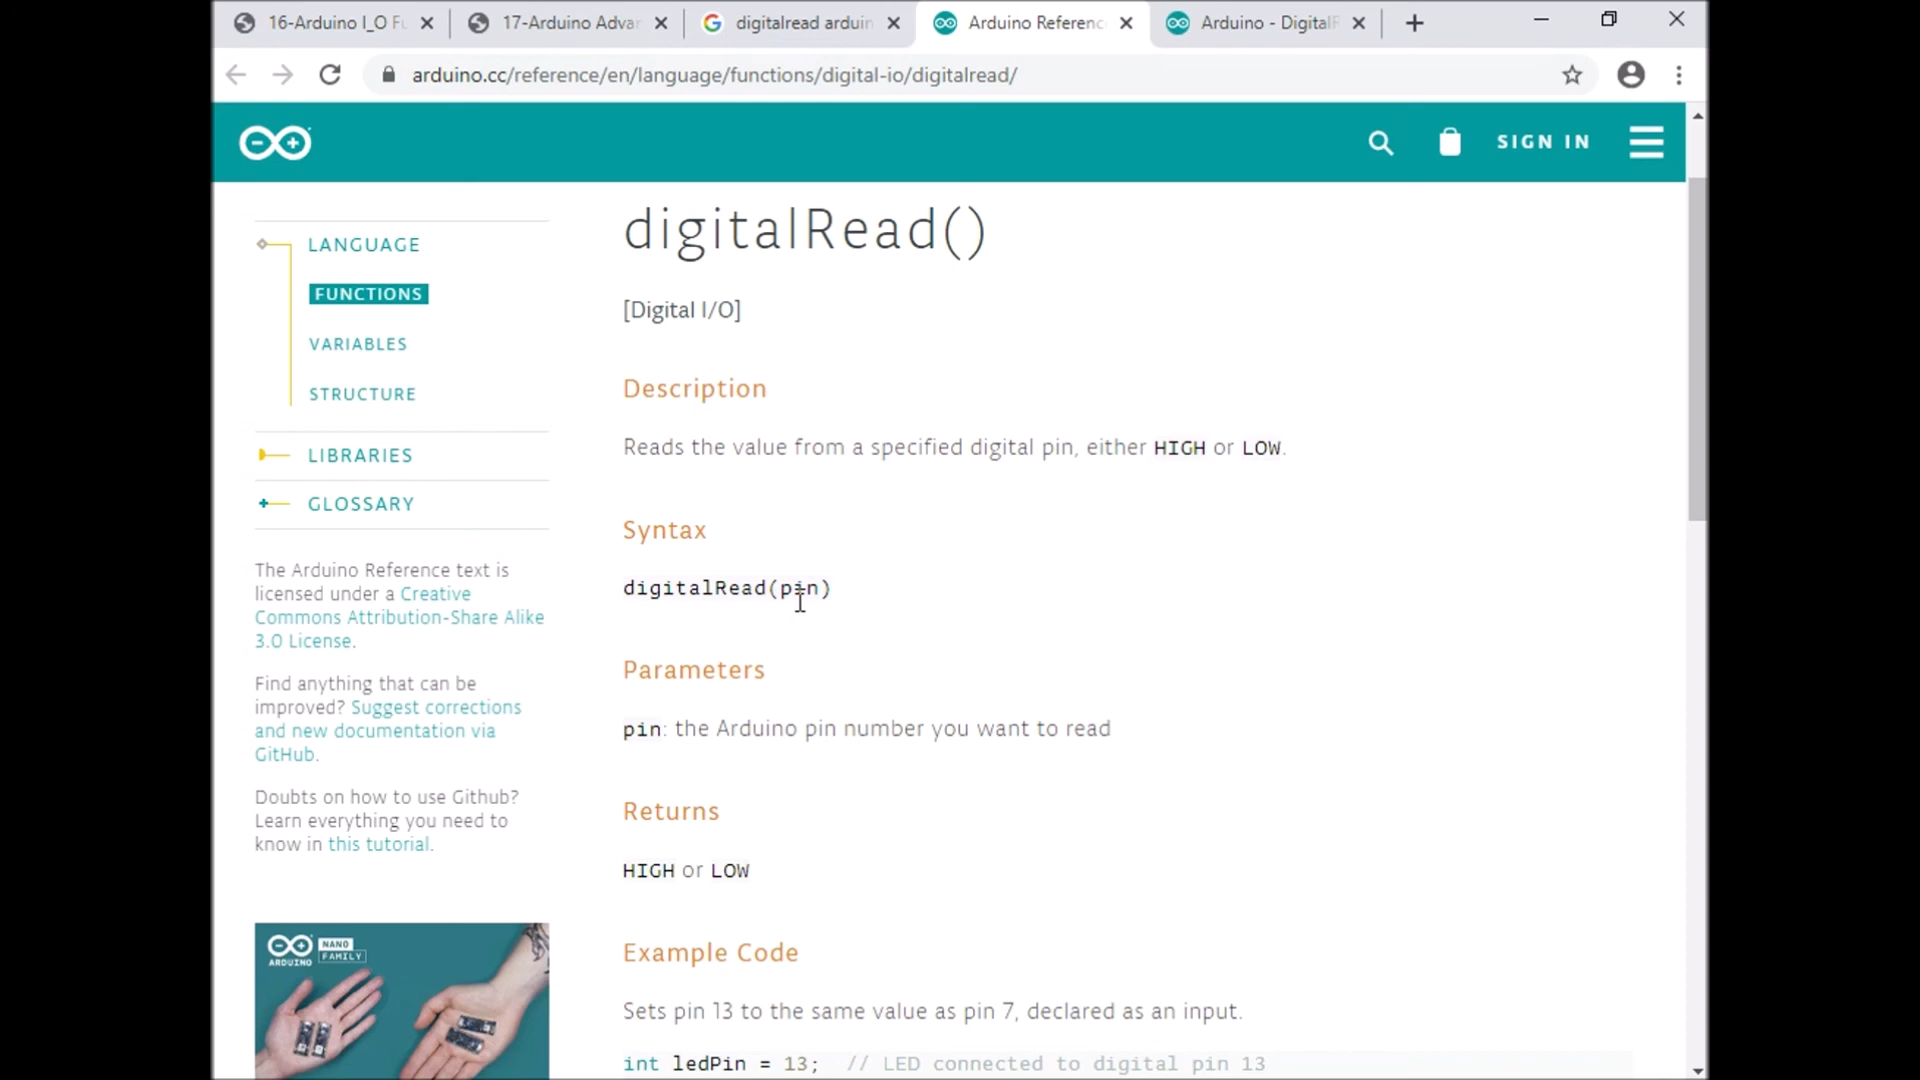 16-Arduino I_O Fu
17-Arduino Advan
digitalread arduin
Arduino Referenc
Arduino - DigitalR
arduino.cc/reference/en/language/functions/digital-io/digitalread/
SIGN IN
LANGUAGE
FUNCTIONS
VARIABLES
STRUCTURE
LIBRARIES
GLOSSARY
The Arduino Reference text is
licensed under a Creative
Commons Attribution-Share Alike
3.0 License.
Find anything that can be
improved? Suggest corrections
and new documentation via
GitHub.
Doubts on how to use Github?
Learn everything you need to
know in this tutorial.
ARDUINO
NANO
FAMILY
digitalRead()
[Digital I/O]
Description
Reads the value from a specified digital pin, either HIGH or LOW.
Syntax
digitalRead(pin)
Parameters
pin: the Arduino pin number you want to read
Returns
HIGH or LOW
Example Code
Sets pin 13 to the same value as pin 7, declared as an input.
int ledPin = 13;  // LED connected to digital pin 13